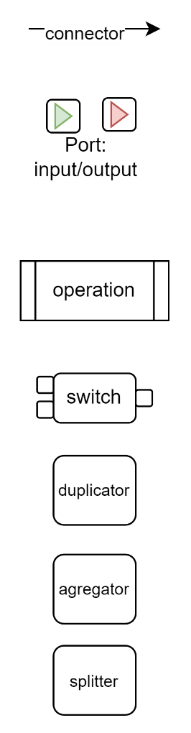 connector
Port:
input/output
operation
switch
duplicator
agregator
splitter